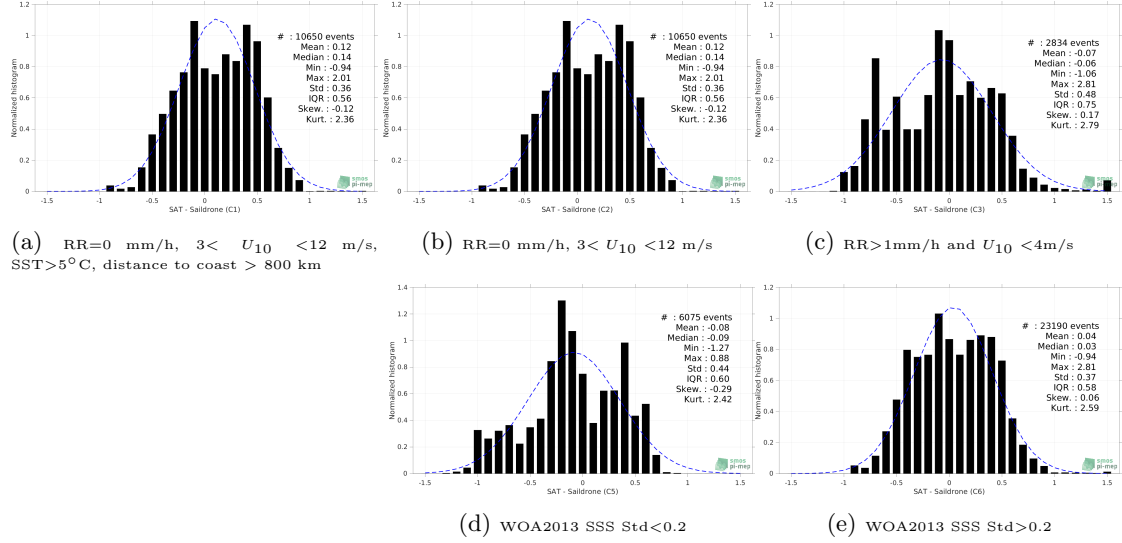 1.2
1
0.8
0.6
0.4
0.2
0
Normalized histogram
# : 10650 events
Mean : 0.12
Median : 0.14
Min : -0.94
Max : 2.01
Std : 0.36
IQR : 0.56
Skew. : -0.12
Kurt. : 2.36
smos
pi-mep
-1.5 -1 -0.5 0 0.5 1 1.5
SAT - Saildrone (C1)
(a) RR=0 mm/h, 3< U10 <12 m/s,
SST>5°C, distance to coast > 800 km
1.2
1
0.8
0.6
0.4
0.2
0
Normalized histogram
# : 10650 events
Mean : 0.12
Median : 0.14
Min : -0.94
Max : 2.01
Std : 0.36
IQR : 0.56
Skew. : -0.12
Kurt. : 2.36
smos
pi-mep
-1.5 -1 -0.5 0 0.5 1 1.5
SAT - Saildrone (C2)
(b) RR=0 mm/h, 3< U10 <12 m/s
1.2
1
0.8
0.6
0.4
0.2
0
Normalized histogram
# : 2834 events
Mean : -0.07
Median : -0.06
Min : -1.06
Max : 2.81
Std : 0.48
IQR : 0.75
Skew. : 0.17
Kurt. : 2.79
smos
pi-mep
-1.5 -1 -0.5 0 0.5 1 1.5
SAT - Saildrone (C3)
(c) RR>1mm/h and U10 <4m/s
1.4
1.2
1
0.8
0.6
0.4
0.2
0
Normalized histogram
# : 6075 events
Mean : -0.08
Median : -0.09
Min : -1.27
Max : 0.88
Std : 0.44
IQR : 0.60
Skew. : -0.29
Kurt. : 2.42
smos
pi-mep
-1.5 -1 -0.5 0 0.5 1 1.5
SAT - Saildrone (C5)
(d) WOA2013 SSS Std<0.2
1.2
1
0.8
0.6
0.4
0.2
0
Normalized histogram
# : 23190 events
Mean : 0.04
Median : 0.03
Min : -0.94
Max : 2.81
Std : 0.37
IQR : 0.58
Skew. : 0.06
Kurt. : 2.59
smos
pi-mep
-1.5 -1 -0.5 0 0.5 1 1.5
SAT - Saildrone (C6)
(e) WOA2013 SSS Std>0.2